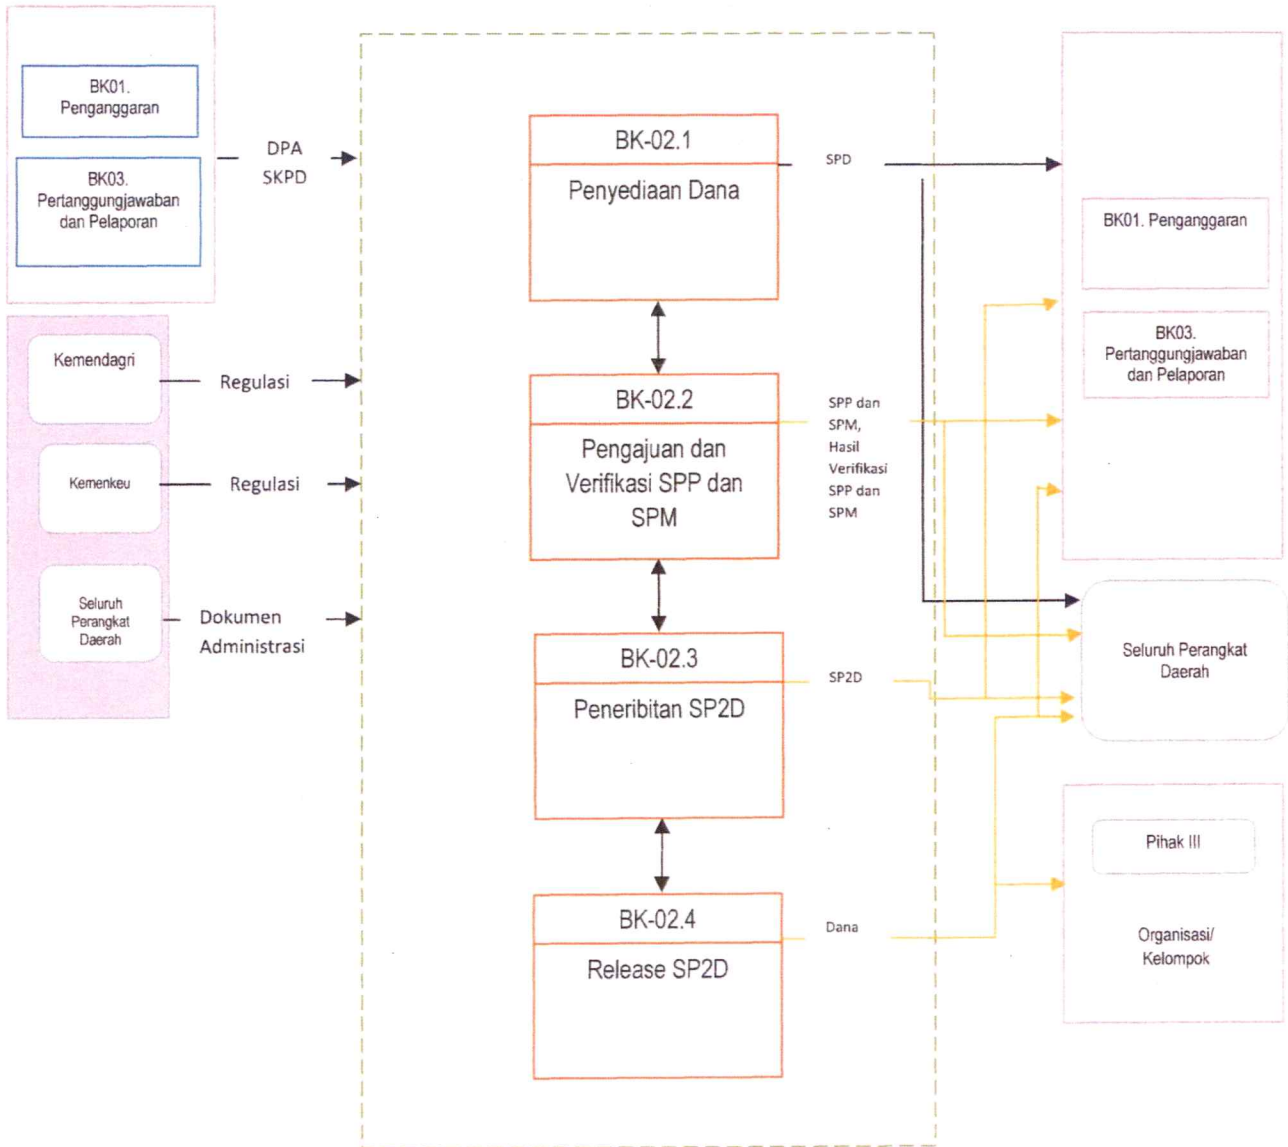 BK01.
Penganggaran
BK03.
Pertanggungjawaban
dan Pelaporan
DPA
SKPD
Kemendagri
Regulasi
Kemenkeu
Regulasi
Seluruh
Perangkat
Daerah
Dokumen
Administrasi
BK-02.1
Penyediaan Dana
SPD
BK-02.2
Pengajuan dan
Verifikasi SPP dan
SPM
SPP dan
SPM,
Hasil
Verifikasi
SPP dan
SPM
BK-02.3
Peneribitan SP2D
SP2D
BK-02.4
Release SP2D
Dana
BK01. Penganggaran
BK03.
Pertanggungjawaban
dan Pelaporan
Seluruh Perangkat
Daerah
Pihak III
Organisasi/
Kelompok